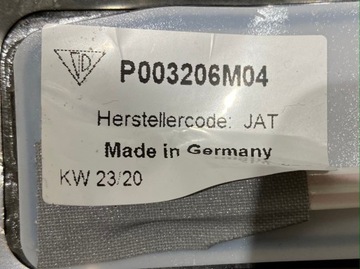 P003206M04
Herstellercode: JAT
Made in Germany
KW 23/20